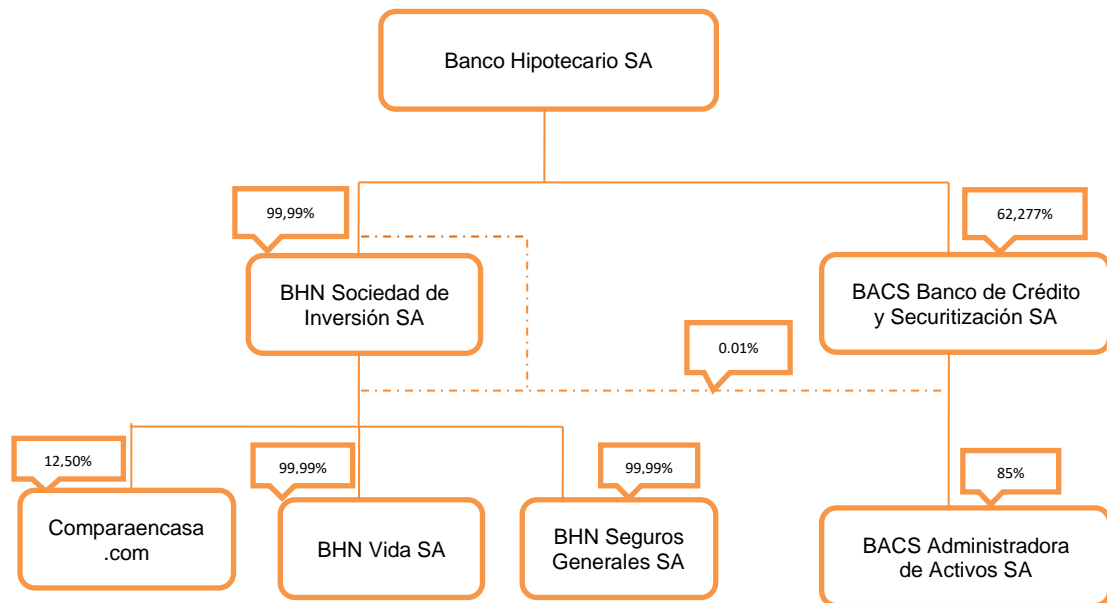 Banco Hipotecario SA
99,99%
62,277%
BHN Sociedad de
Inversión SA
BACS Banco de Crédito
y Securitización SA
0.01%
12,50%
99,99%
99,99%
85%
Comparaencasa
.com
BHN Vida SA
BHN Seguros
Generales SA
BACS Administradora
de Activos SA